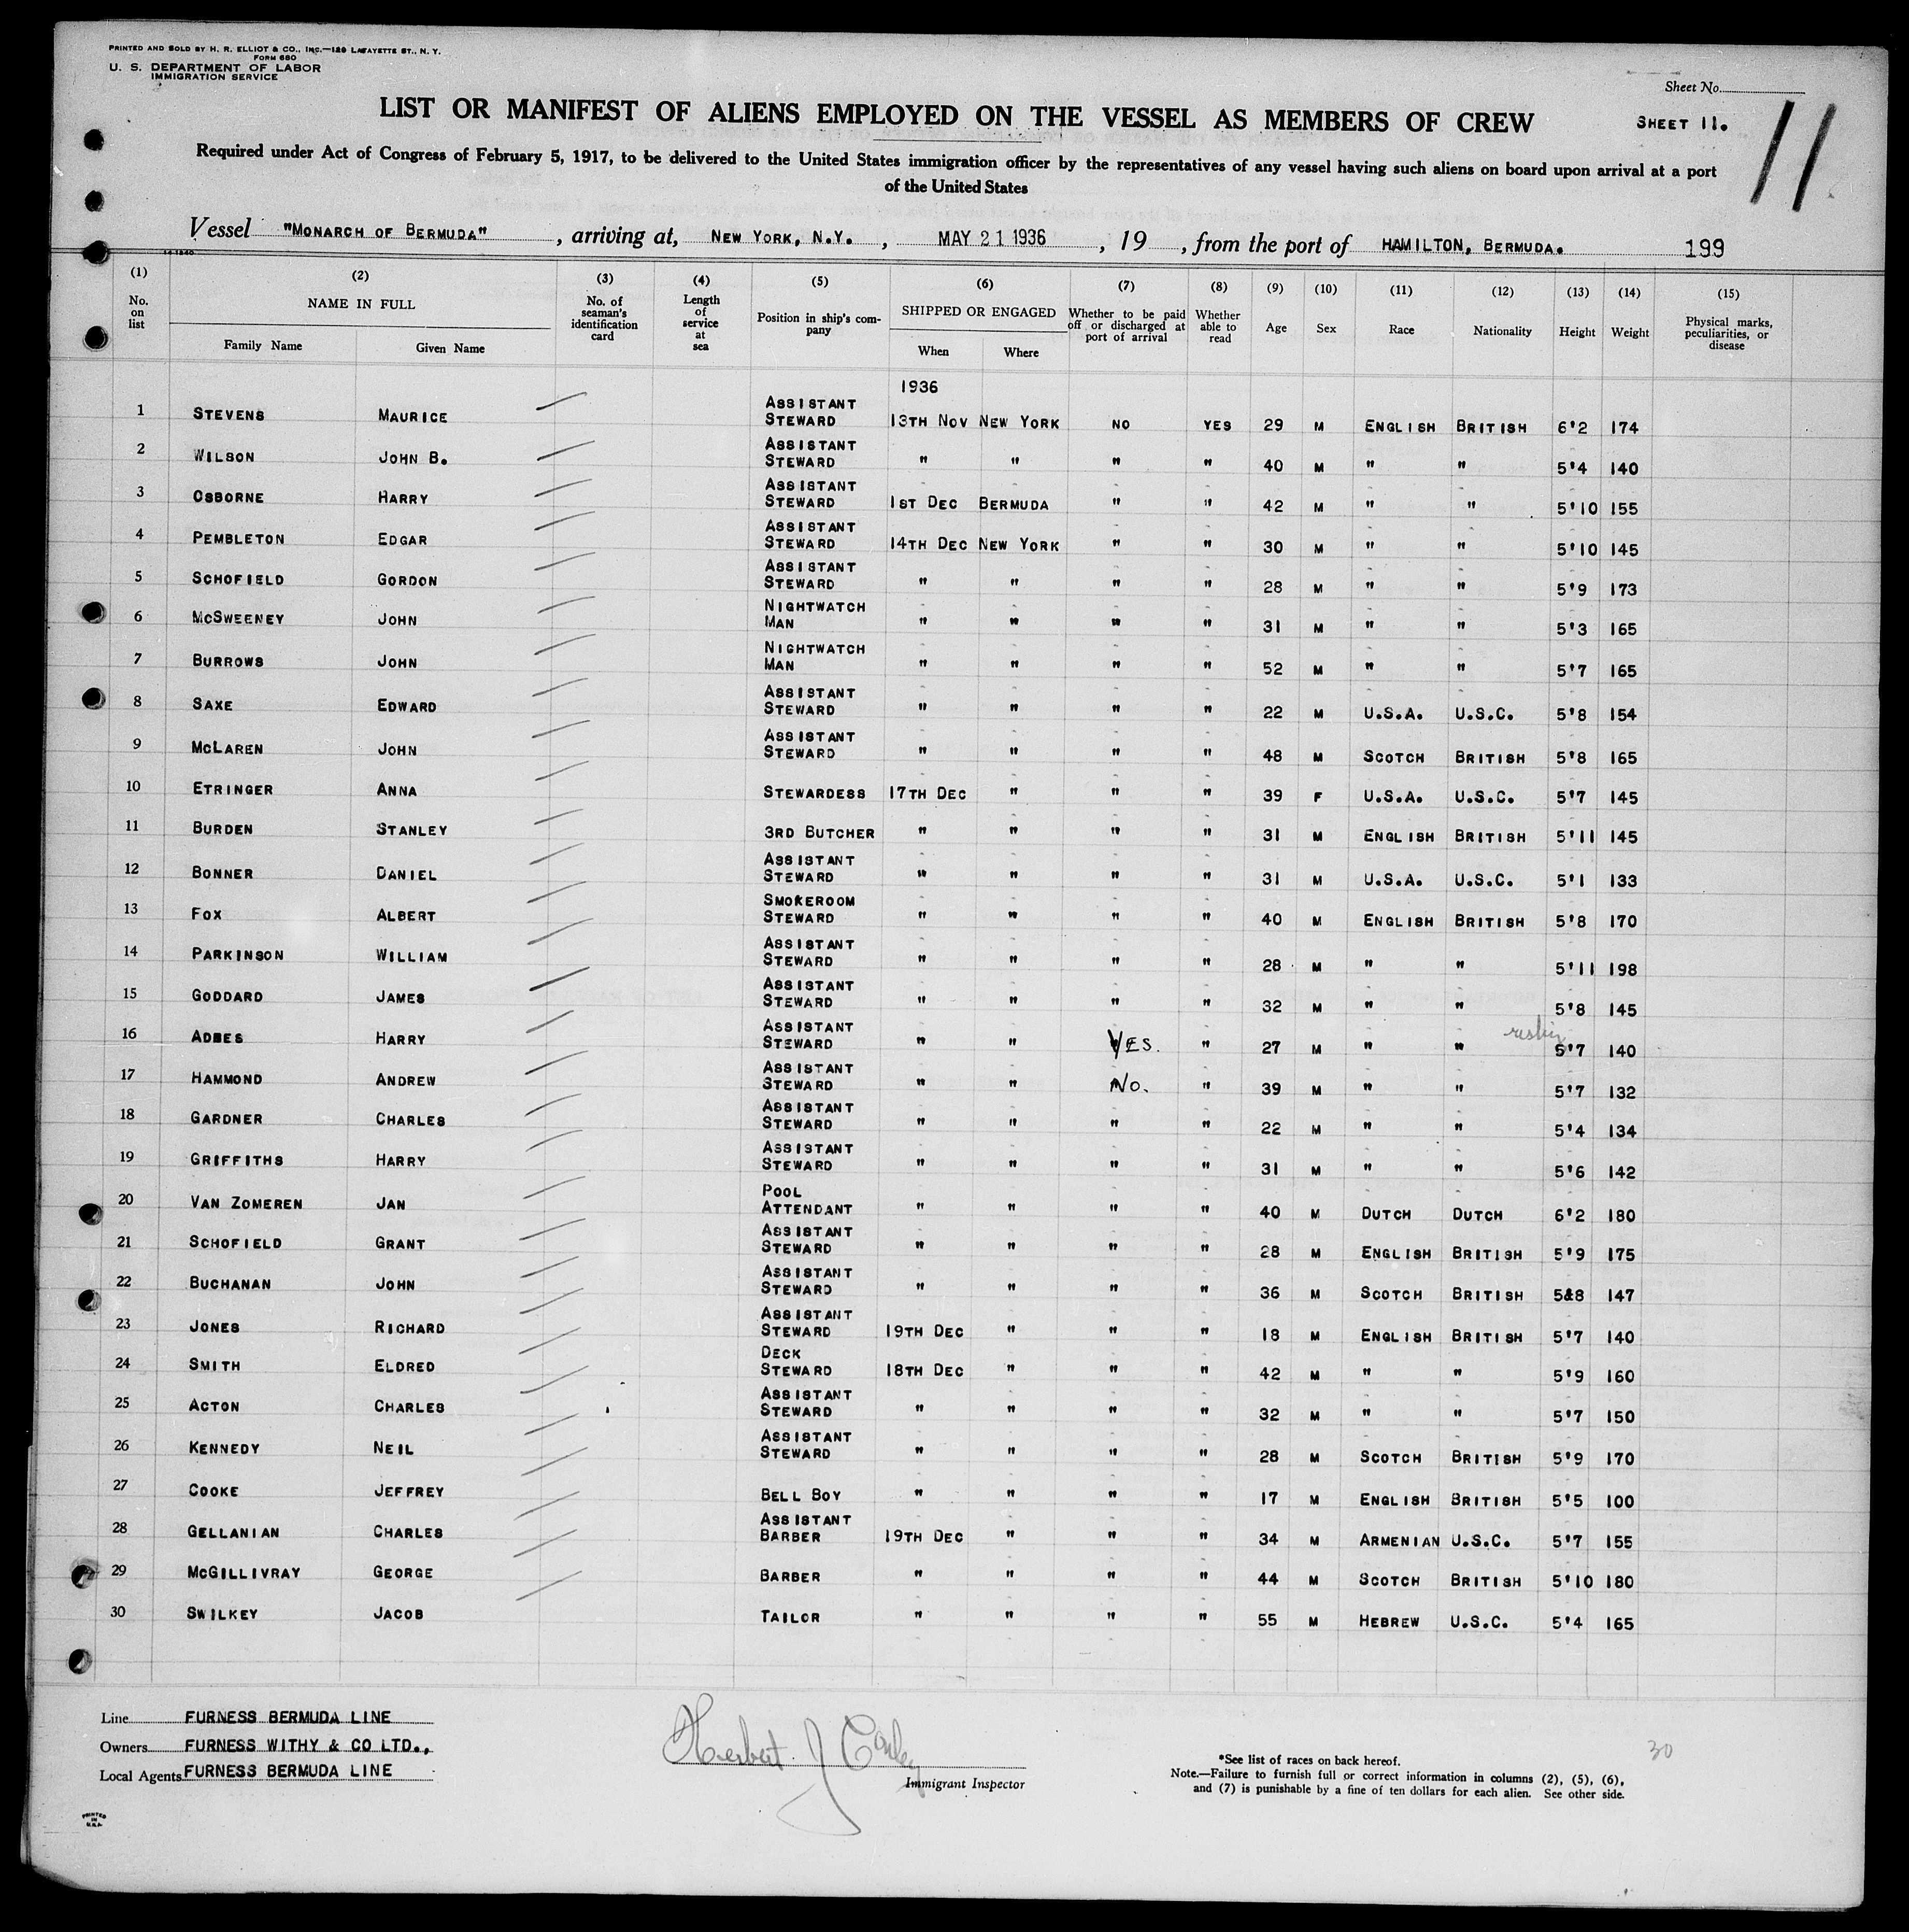 PRINTED AND SOLD BY H. R. ELLIOT & CO., INC.—129 LAFAYETTE ST., N. Y.
FORM 680
U. S. DEPARTMENT OF LABOR
IMMIGRATION SERVICE
Sheet No.
LIST OR MANIFEST OF ALIENS EMPLOYED ON THE VESSEL AS MEMBERS OF CREW
SHEET 11.
11
Required under Act of Congress of February 5, 1917, to be delivered to the United States immigration officer by the representatives of any vessel having such aliens on board upon arrival at a port
of the United States
Vessel "MONARCH OF BERMUDA" , arriving at, NEW YORK, N.Y. , MAY 21 1936 , 19 , from the port of HAMILTON, BERMUDA. 199
(1) (2) (3) (4) (5) (6) (7) (8) (9) (10) (11) (12) (13) (14) (15)
No. on list NAME IN FULL Family Name Given Name No. of seaman's identification card Length of service at sea Position in ship's company SHIPPED OR ENGAGED When Where Whether to be paid off or discharged at port of arrival Whether able to read Age Sex Race Nationality Height Weight Physical marks, peculiarities, or disease
1936
1 STEVENS MAURICE ASSISTANT STEWARD 13TH NOV NEW YORK NO YES 29 M ENGLISH BRITISH 6'2 174
2 WILSON JOHN B. ASSISTANT STEWARD " " " " 40 M " " 5'4 140
3 OSBORNE HARRY ASSISTANT STEWARD 1ST DEC BERMUDA " " 42 M " " 5'10 155
4 PEMBLETON EDGAR ASSISTANT STEWARD 14TH DEC NEW YORK " " 30 M " " 5'10 145
5 SCHOFIELD GORDON ASSISTANT STEWARD " " " " 28 M " " 5'9 173
6 MCSWEENEY JOHN NIGHTWATCH MAN " " " " 31 M " " 5'3 165
7 BURROWS JOHN NIGHTWATCH MAN " " " " 52 M " " 5'7 165
8 SAXE EDWARD ASSISTANT STEWARD " " " " 22 M U.S.A. U.S.C. 5'8 154
9 MCLAREN JOHN ASSISTANT STEWARD " " " " 48 M SCOTCH BRITISH 5'8 165
10 ETRINGER ANNA STEWARDESS 17TH DEC " " " 39 F U.S.A. U.S.C. 5'7 145
11 BURDEN STANLEY 3RD BUTCHER " " " " 31 M ENGLISH BRITISH 5'11 145
12 BONNER DANIEL ASSISTANT STEWARD " " " " 31 M U.S.A. U.S.C. 5'1 133
13 FOX ALBERT SMOKEROOM STEWARD " " " " 40 M ENGLISH BRITISH 5'8 170
14 PARKINSON WILLIAM ASSISTANT STEWARD " " " " 28 M " " 5'11 198
15 GODDARD JAMES ASSISTANT STEWARD " " " " 32 M " " 5'8 145
16 HARRY ASSISTANT STEWARD " " YES. " 27 M " " 5'7 140
17 HAMMOND ANDREW ASSISTANT STEWARD " " NO. " 39 M " " 5'7 132
18 GARDNER CHARLES ASSISTANT STEWARD " " " " 22 M " " 5'4 134
19 GRIFFITHS HARRY ASSISTANT STEWARD " " " " 31 M " " 5'6 142
20 VAN ZOMEREN JAN POOL ATTENDANT " " " " 40 M DUTCH DUTCH 6'2 180
21 SCHOFIELD GRANT ASSISTANT STEWARD " " " " 28 M ENGLISH BRITISH 5'9 175
22 BUCHANAN JOHN ASSISTANT STEWARD " " " " 36 M SCOTCH BRITISH 5&8 147
23 JONES RICHARD ASSISTANT STEWARD 19TH DEC " " " 18 M ENGLISH BRITISH 5'7 140
24 SMITH ELDRED DECK STEWARD 18TH DEC " " " 42 M " " 5'9 160
25 ACTON CHARLES ASSISTANT STEWARD " " " " 32 M " " 5'7 150
26 KENNEDY NEIL ASSISTANT STEWARD " " " " 28 M SCOTCH BRITISH 5'9 170
27 COOKE JEFFREY BELL BOY " " " " 17 M ENGLISH BRITISH 5'5 100
28 GELLANIAN CHARLES ASSISTANT BARBER 19TH DEC " " " 34 M ARMENIAN U.S.C. 5'7 155
29 MCGILLIVRAY GEORGE BARBER " " " " 44 M SCOTCH BRITISH 5'10 180
30 SWILKEY JACOB TAILOR " " " " 55 M HEBREW U.S.C. 5'4 165
Line FURNESS BERMUDA LINE
Owners FURNESS WITHY & CO LTD.,
Local Agents FURNESS BERMUDA LINE
Herbert J
Immigrant Inspector
30
*See list of races on back hereof.
Note.—Failure to furnish full or correct information in columns (2), (5), (6),
and (7) is punishable by a fine of ten dollars for each alien. See other side.
PRINTED
IN
U.S.A.